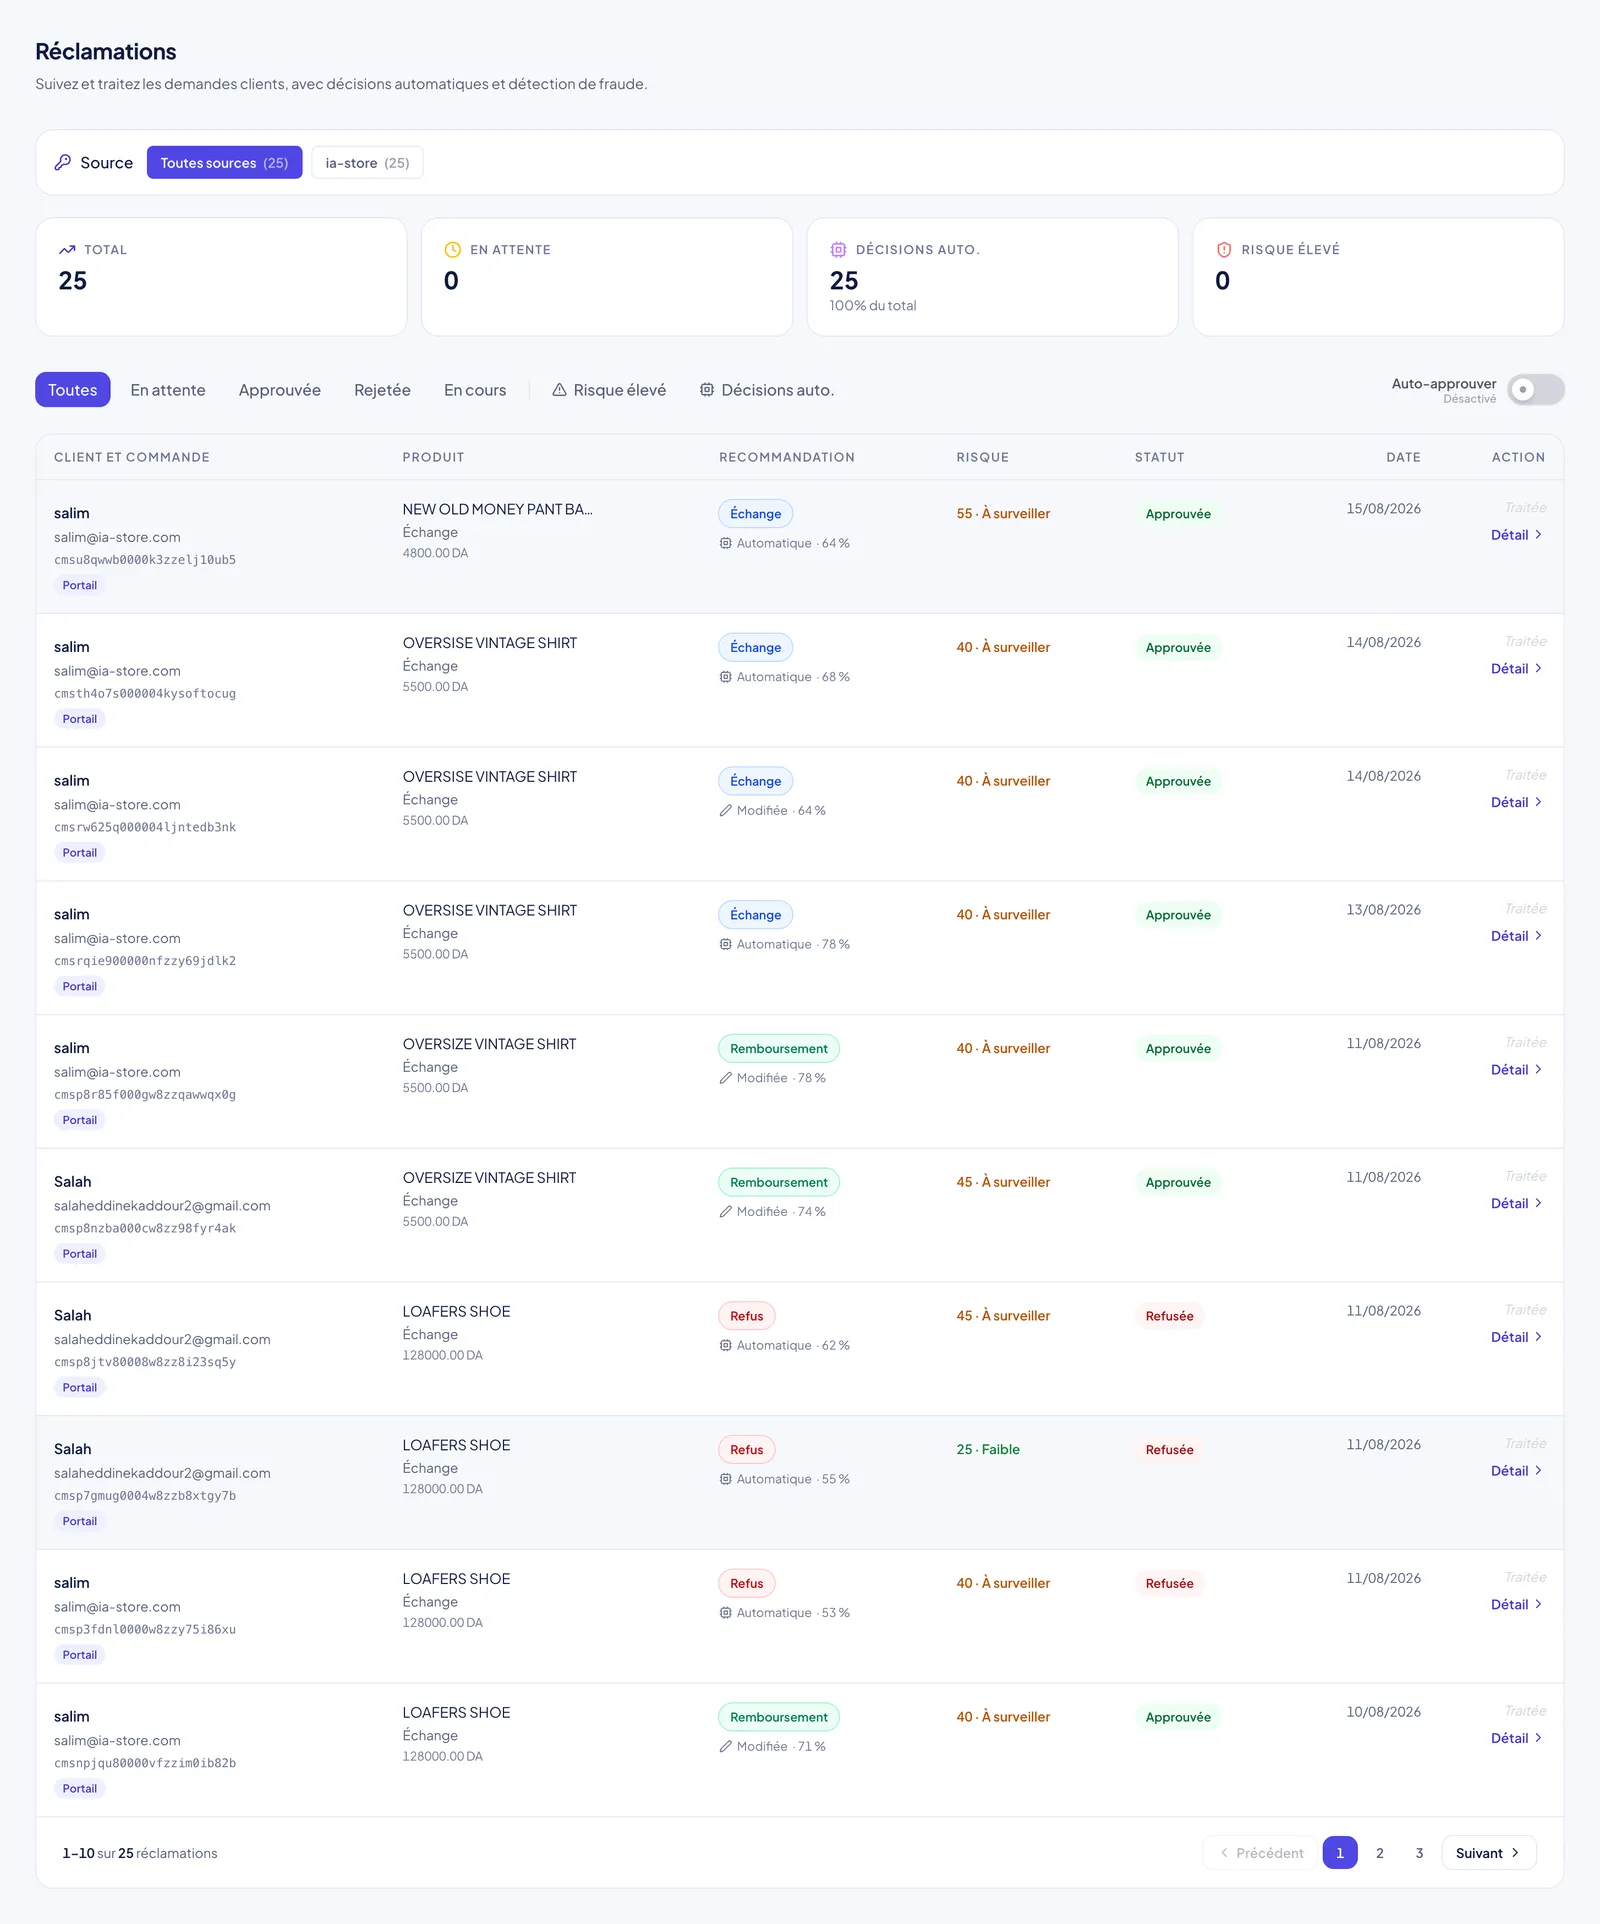 Réclamations
Suivez et traitez les demandes clients, avec décisions automatiques et détection de fraude.
Source Toutes sources (25) ia-store (25)
TOTAL
25
EN ATTENTE
0
DÉCISIONS AUTO.
25
100% du total
RISQUE ÉLEVÉ
0
Toutes En attente Approuvée Rejetée En cours Risque élevé Décisions auto.
Auto-approuver
Désactivé
CLIENT ET COMMANDE PRODUIT RECOMMANDATION RISQUE STATUT DATE ACTION
salim
salim@ia-store.com
cmsu8qwwb0000k3zzelj10ub5
Portail
NEW OLD MONEY PANT BA...
Échange
4800.00 DA
Échange
Automatique · 64 %
55 · À surveiller
Approuvée
15/08/2026
Traitée
Détail
salim
salim@ia-store.com
cmsth4o7s000004kysoftocug
Portail
OVERSISE VINTAGE SHIRT
Échange
5500.00 DA
Échange
Automatique · 68 %
40 · À surveiller
Approuvée
14/08/2026
Traitée
Détail
salim
salim@ia-store.com
cmsrw625q000004ljntedb3nk
Portail
OVERSISE VINTAGE SHIRT
Échange
5500.00 DA
Échange
Modifiée · 64 %
40 · À surveiller
Approuvée
14/08/2026
Traitée
Détail
salim
salim@ia-store.com
cmsrqie900000nfzzy69jdlk2
Portail
OVERSISE VINTAGE SHIRT
Échange
5500.00 DA
Échange
Automatique · 78 %
40 · À surveiller
Approuvée
13/08/2026
Traitée
Détail
salim
salim@ia-store.com
cmsp8r85f000gw8zzqawwqx0g
Portail
OVERSIZE VINTAGE SHIRT
Échange
5500.00 DA
Remboursement
Modifiée · 78 %
40 · À surveiller
Approuvée
11/08/2026
Traitée
Détail
Salah
salaheddinekaddour2@gmail.com
cmsp8nzba000cw8zz98fyr4ak
Portail
OVERSIZE VINTAGE SHIRT
Échange
5500.00 DA
Remboursement
Modifiée · 74 %
45 · À surveiller
Approuvée
11/08/2026
Traitée
Détail
Salah
salaheddinekaddour2@gmail.com
cmsp8jtv80008w8zz8i23sq5y
Portail
LOAFERS SHOE
Échange
128000.00 DA
Refus
Automatique · 62 %
45 · À surveiller
Refusée
11/08/2026
Traitée
Détail
Salah
salaheddinekaddour2@gmail.com
cmsp7gmug0004w8zzb8xtgy7b
Portail
LOAFERS SHOE
Échange
128000.00 DA
Refus
Automatique · 55 %
25 · Faible
Refusée
11/08/2026
Traitée
Détail
salim
salim@ia-store.com
cmsp3fdnl0000w8zzy75i86xu
Portail
LOAFERS SHOE
Échange
128000.00 DA
Refus
Automatique · 53 %
40 · À surveiller
Refusée
11/08/2026
Traitée
Détail
salim
salim@ia-store.com
cmsnpjqu80000vfzzim0ib82b
Portail
LOAFERS SHOE
Échange
128000.00 DA
Remboursement
Modifiée · 71 %
40 · À surveiller
Approuvée
10/08/2026
Traitée
Détail
1–10 sur 25 réclamations
Précédent 1 2 3 Suivant